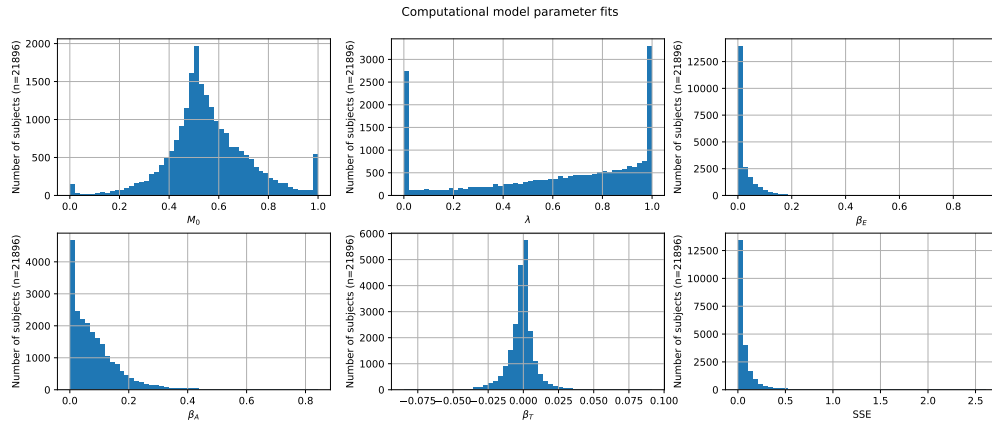 Computational model parameter fits
Number of subjects (n=21896)
2000
1500
1000
500
0
0.0 0.2 0.4 0.6 0.8 1.0
M₀
Number of subjects (n=21896)
3000
2500
2000
1500
1000
500
0
0.0 0.2 0.4 0.6 0.8 1.0
λ
Number of subjects (n=21896)
12500
10000
7500
5000
2500
0
0.0 0.2 0.4 0.6 0.8
β_E
Number of subjects (n=21896)
4000
3000
2000
1000
0
0.0 0.2 0.4 0.6 0.8
β_A
Number of subjects (n=21896)
6000
5000
4000
3000
2000
1000
0
−0.075 −0.050 −0.025 0.000 0.025 0.050 0.075 0.100
β_T
Number of subjects (n=21896)
12500
10000
7500
5000
2500
0
0.0 0.5 1.0 1.5 2.0 2.5
SSE